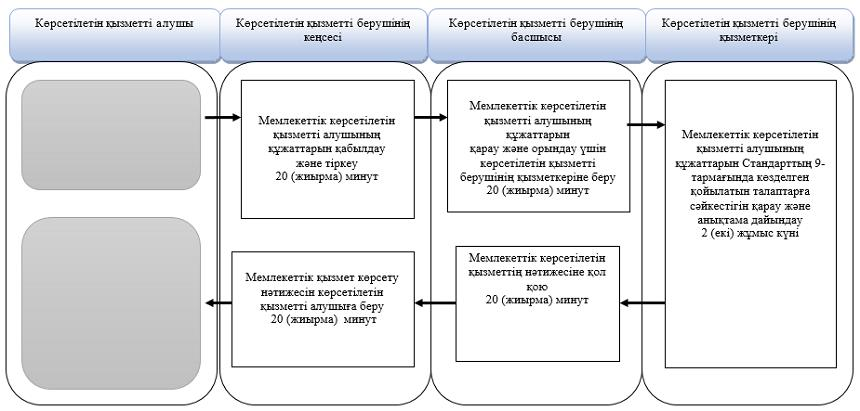 Көрсетілетін қызметті алушы
Көрсетілетін қызметті берушінің
кеңсесі
Көрсетілетін қызметті берушінің
басшысы
Көрсетілетін қызметті берушінің
қызметкері
Мемлекеттік көрсетілетін
қызметті алушының
құжаттарын қабылдау
және тіркеу
20 (жиырма) минут
Мемлекеттік көрсетілетін
қызметті алушының
құжаттарын
қарау және орындау үшін
көрсетілетін қызметті
берушінің қызметкеріне беру
20 (жиырма) минут
Мемлекеттік көрсетілетін
қызметті алушының
құжаттарын Стандарттың 9-
тармағында көзделген
қойылатын талаптарға
сәйкестігін қарау және
анықтама дайындау
2 (екі) жұмыс күні
Мемлекеттік қызмет көрсету
нәтижесін көрсетілетін
қызметті алушыға беру
20 (жиырма) минут
Мемлекеттік көрсетілетін
қызметтің нәтижесіне қол
қою
20 (жиырма) минут